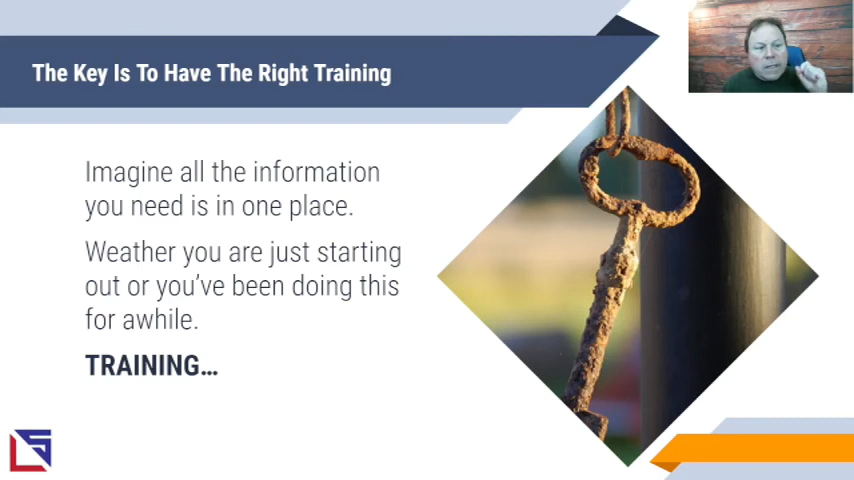 The Key Is To Have The Right Training
Imagine all the information
you need is in one place.
Weather you are just starting
out or you've been doing this
for awhile.
TRAINING...